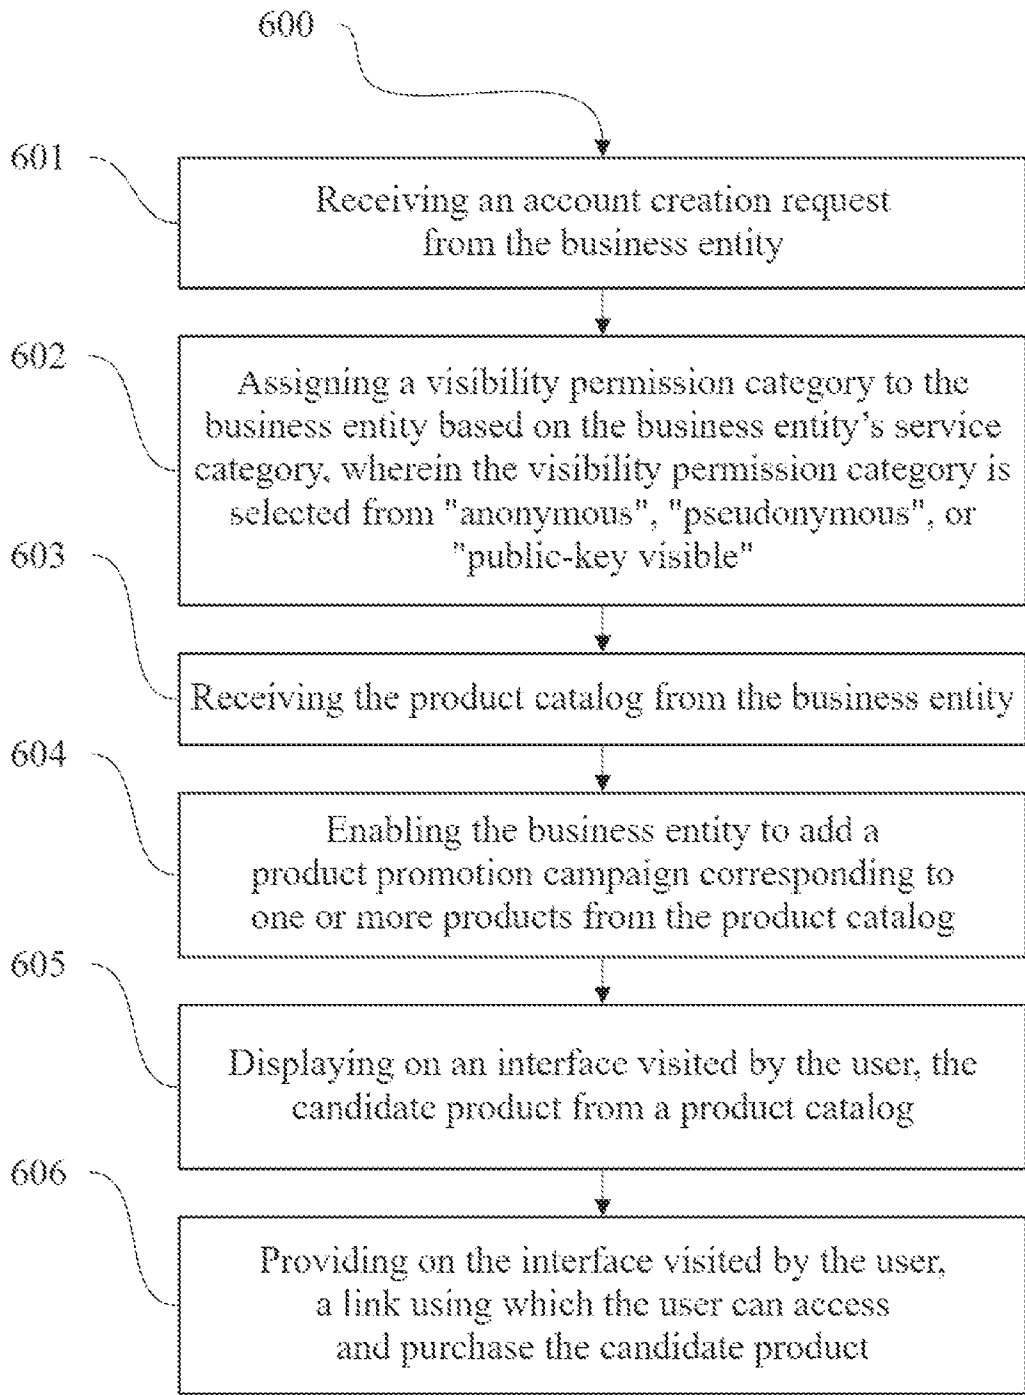 600
601
Receiving an account creation request
from the business entity
602
Assigning a visibility permission category to the
business entity based on the business entity's service
category, wherein the visibility permission category is
selected from "anonymous", "pseudonymous", or
"public-key visible"
603
Receiving the product catalog from the business entity
604
Enabling the business entity to add a
product promotion campaign corresponding to
one or more products from the product catalog
605
Displaying on an interface visited by the user, the
candidate product from a product catalog
606
Providing on the interface visited by the user,
a link using which the user can access
and purchase the candidate product